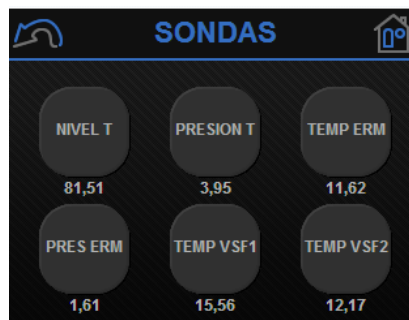 SONDAS
NIVEL T PRESION T TEMP ERM
81,51 3,95 11,62
PRES ERM TEMP VSF1 TEMP VSF2
1,61 15,56 12,17